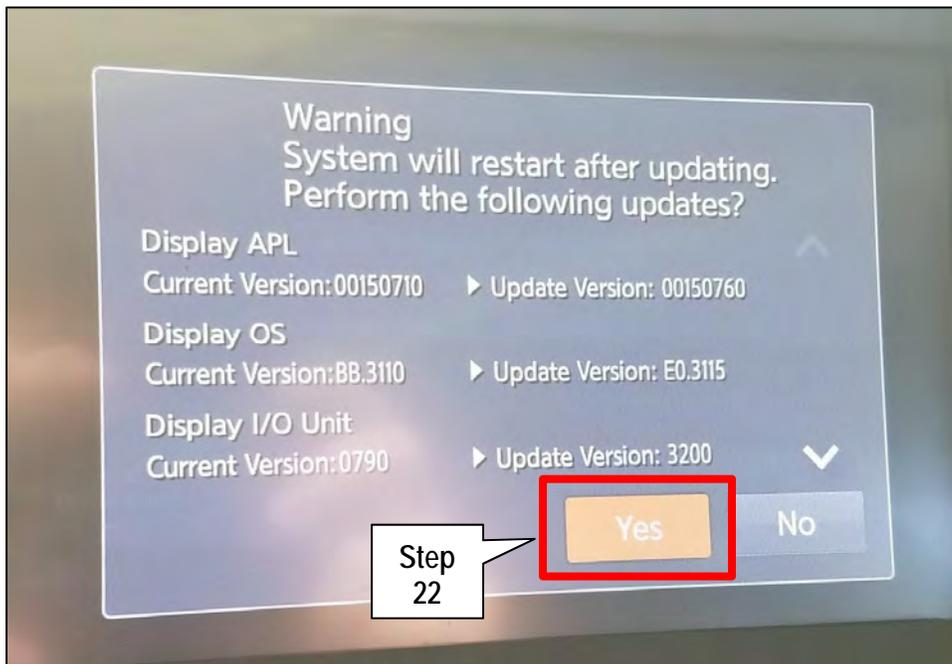 Warning
System will restart after updating.
Perform the following updates?
Display APL
Current Version:00150710 ▶ Update Version: 00150760
Display OS
Current Version:BB.3110 ▶ Update Version: E0.3115
Display I/O Unit
Current Version:0790 ▶ Update Version: 3200
Yes No
Step
22